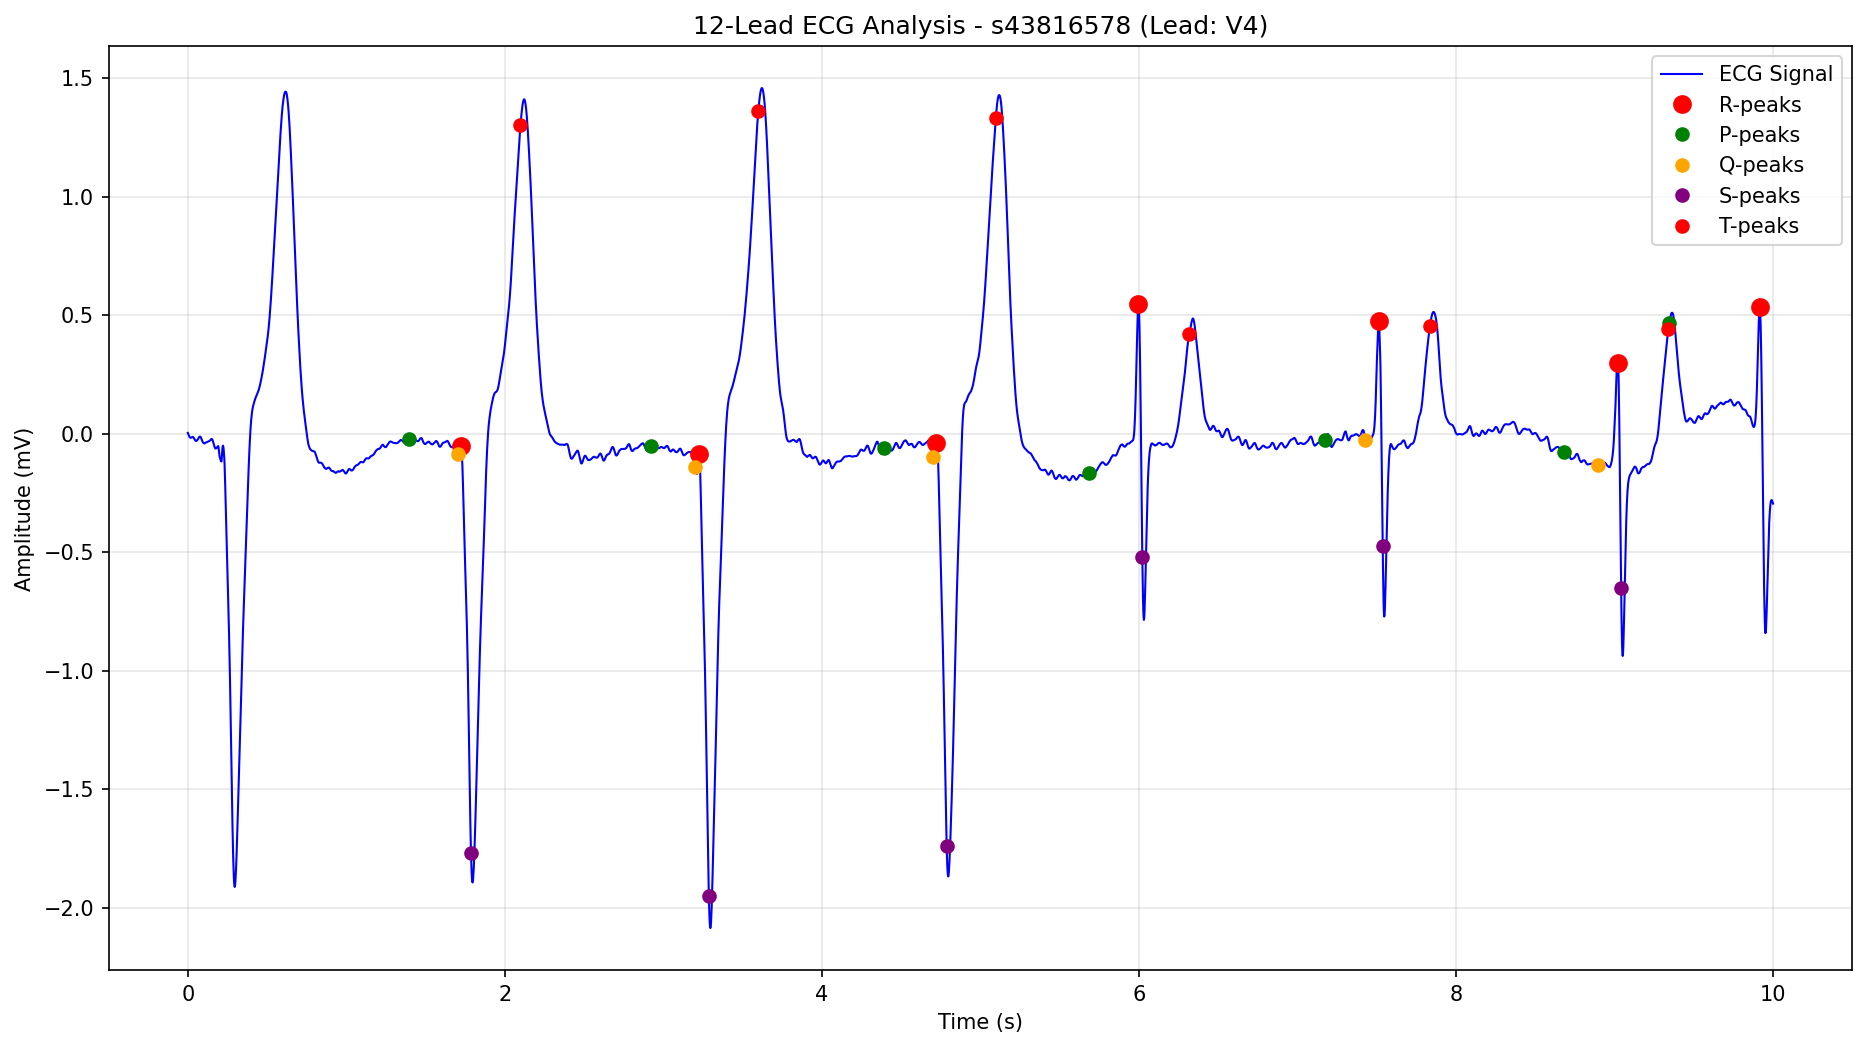 12-Lead ECG Analysis - s43816578 (Lead: V4)
ECG Signal
R-peaks
P-peaks
Q-peaks
S-peaks
T-peaks
Amplitude (mV)
1.5
1.0
0.5
0.0
−0.5
−1.0
−1.5
−2.0
0 2 4 6 8 10
Time (s)